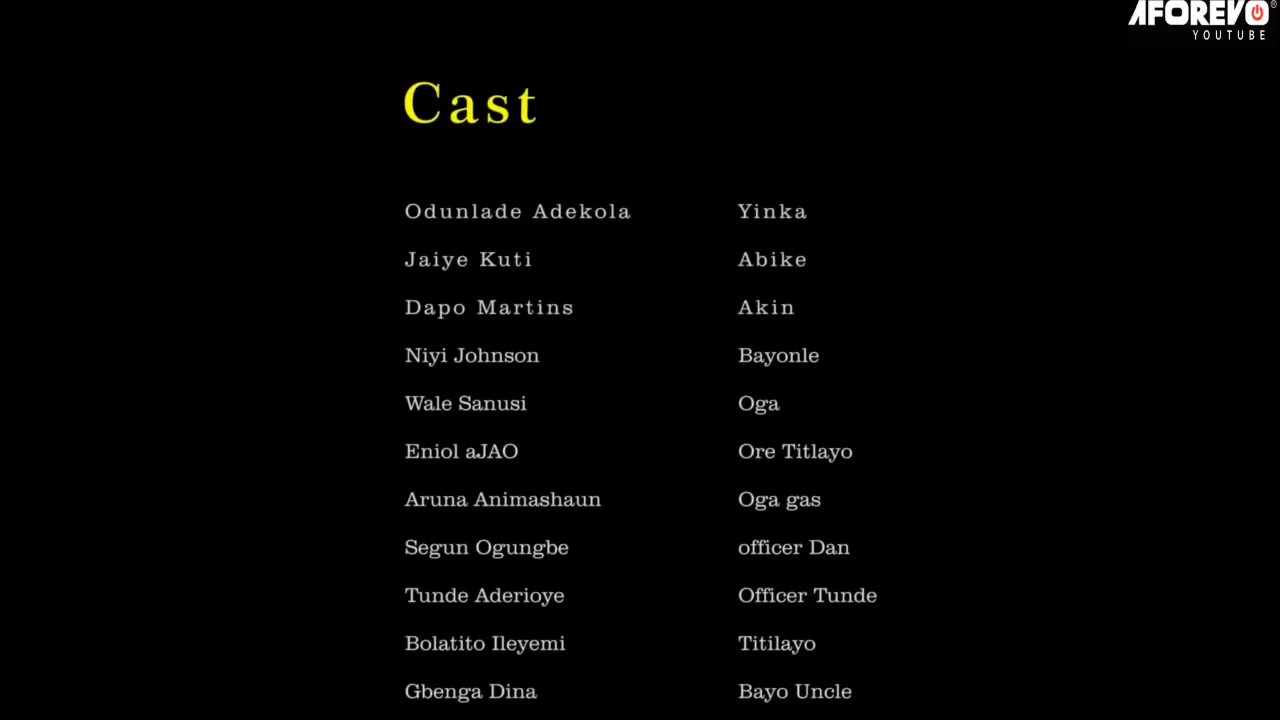 AFOREVO®
YOUTUBE
Cast
Odunlade Adekola Yinka
Jaiye Kuti Abike
Dapo Martins Akin
Niyi Johnson Bayonle
Wale Sanusi Oga
Eniol aJAO Ore Titlayo
Aruna Animashaun Oga gas
Segun Ogungbe officer Dan
Tunde Aderioye Officer Tunde
Bolatito Ileyemi Titilayo
Gbenga Dina Bayo Uncle